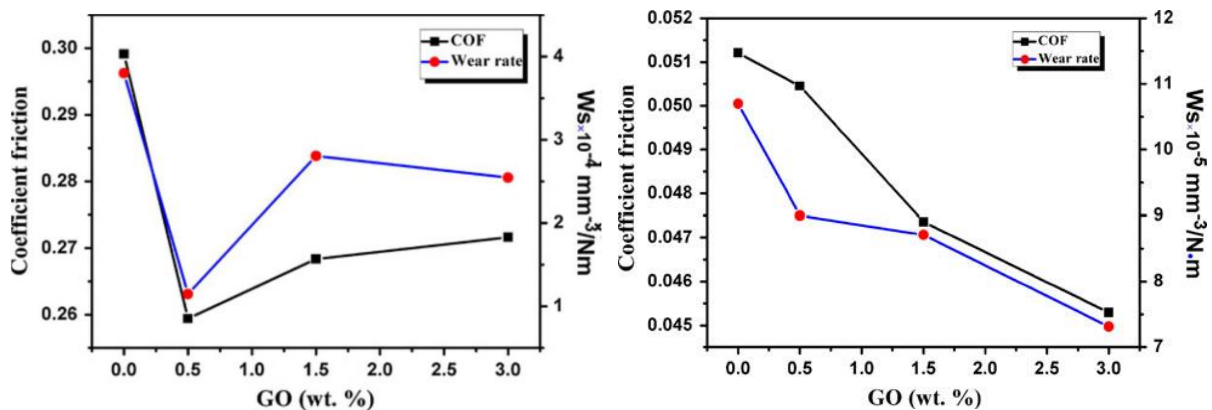 0.30
0.29
0.28
0.27
0.26
Coefficient friction
COF
Wear rate
4
3
2
1
Ws×10⁻⁴ mm⁻³/Nm
0.0 0.5 1.0 1.5 2.0 2.5 3.0
GO (wt. %)
0.052
0.051
0.050
0.049
0.048
0.047
0.046
0.045
Coefficient friction
COF
Wear rate
12
11
10
9
8
7
Ws×10⁻⁵ mm⁻³/N•m
0.0 0.5 1.0 1.5 2.0 2.5 3.0
GO (wt. %)